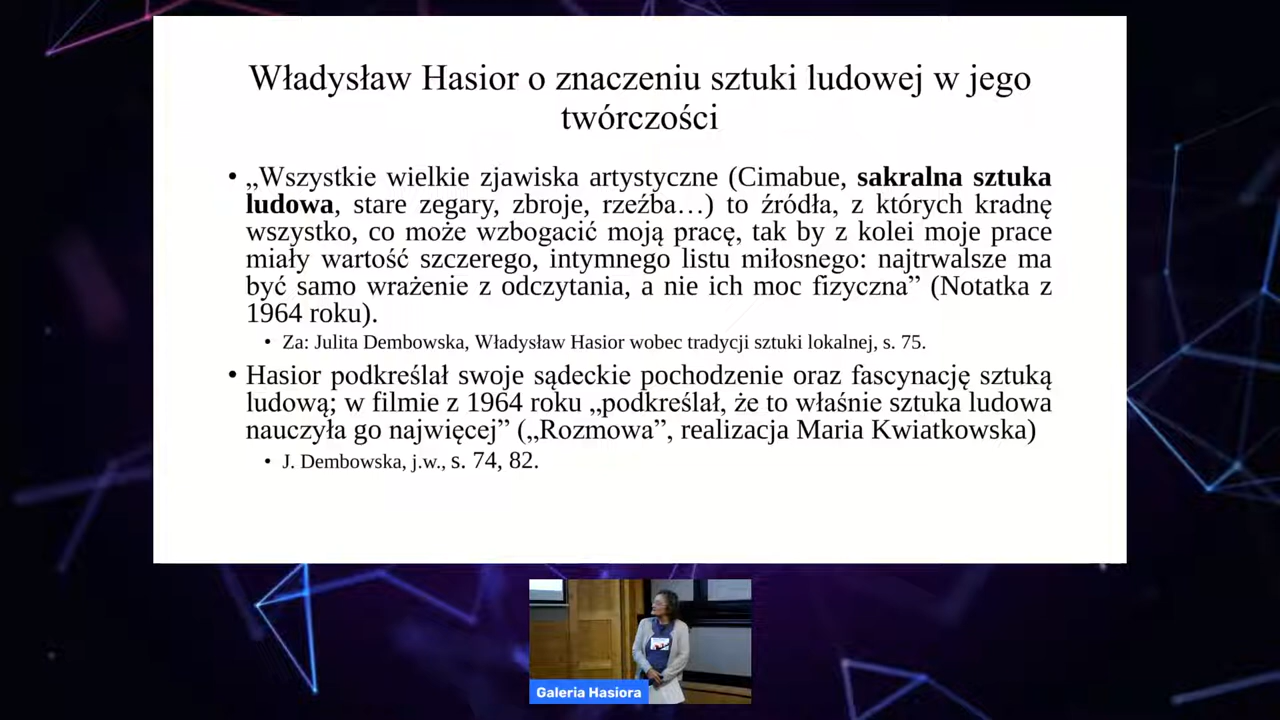 Władysław Hasior o znaczeniu sztuki ludowej w jego
twórczości
• „Wszystkie wielkie zjawiska artystyczne (Cimabue, sakralna sztuka
ludowa, stare zegary, zbroje, rzeźba…) to źródła, z których kradnę
wszystko, co może wzbogacić moją pracę, tak by z kolei moje prace
miały wartość szczerego, intymnego listu miłosnego: najtrwalsze ma
być samo wrażenie z odczytania, a nie ich moc fizyczna” (Notatka z
1964 roku).
• Za: Julita Dembowska, Władysław Hasior wobec tradycji sztuki lokalnej, s. 75.
• Hasior podkreślał swoje sądeckie pochodzenie oraz fascynację sztuką
ludową; w filmie z 1964 roku „podkreślał, że to właśnie sztuka ludowa
nauczyła go najwięcej” („Rozmowa”, realizacja Maria Kwiatkowska)
• J. Dembowska, j.w., s. 74, 82.
Galeria Hasiora